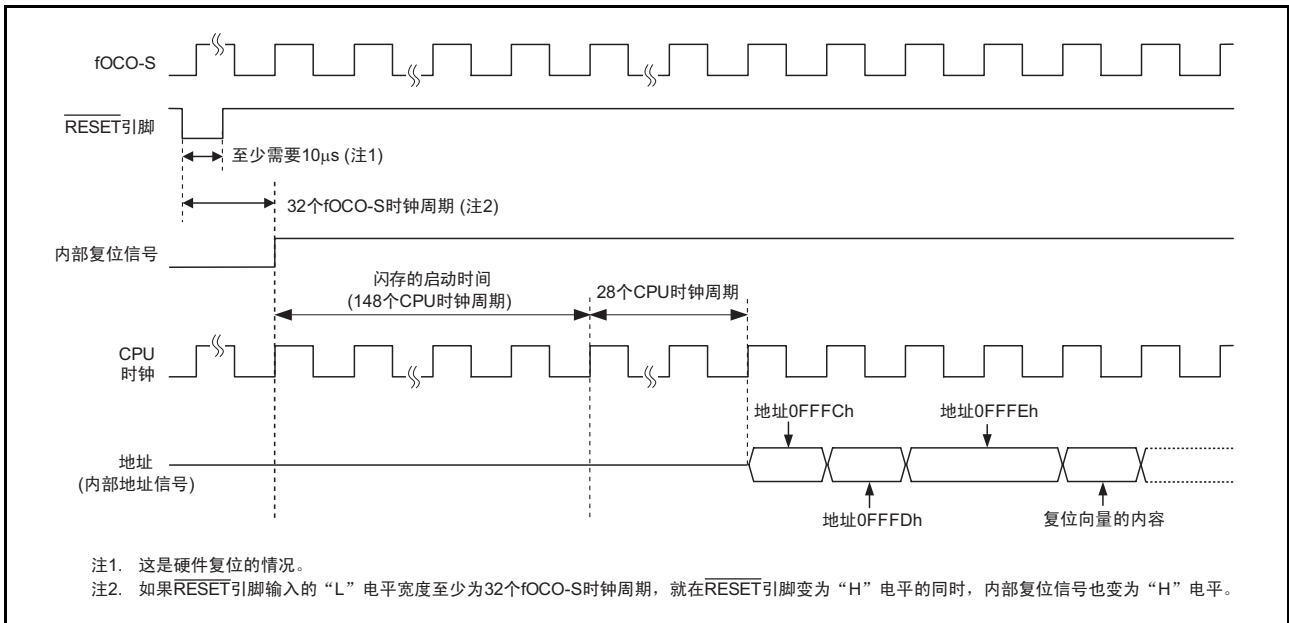 fOCO-S
RESET引脚
至少需要10μs (注1)
32个fOCO-S时钟周期 (注2)
内部复位信号
闪存的启动时间
(148个CPU时钟周期)
28个CPU时钟周期
CPU
时钟
地址0FFFCh
地址0FFFEh
地址
(内部地址信号)
地址0FFFDh
复位向量的内容
注1. 这是硬件复位的情况。
注2. 如果RESET引脚输入的“L”电平宽度至少为32个fOCO-S时钟周期，就在RESET引脚变为“H”电平的同时，内部复位信号也变为“H”电平。